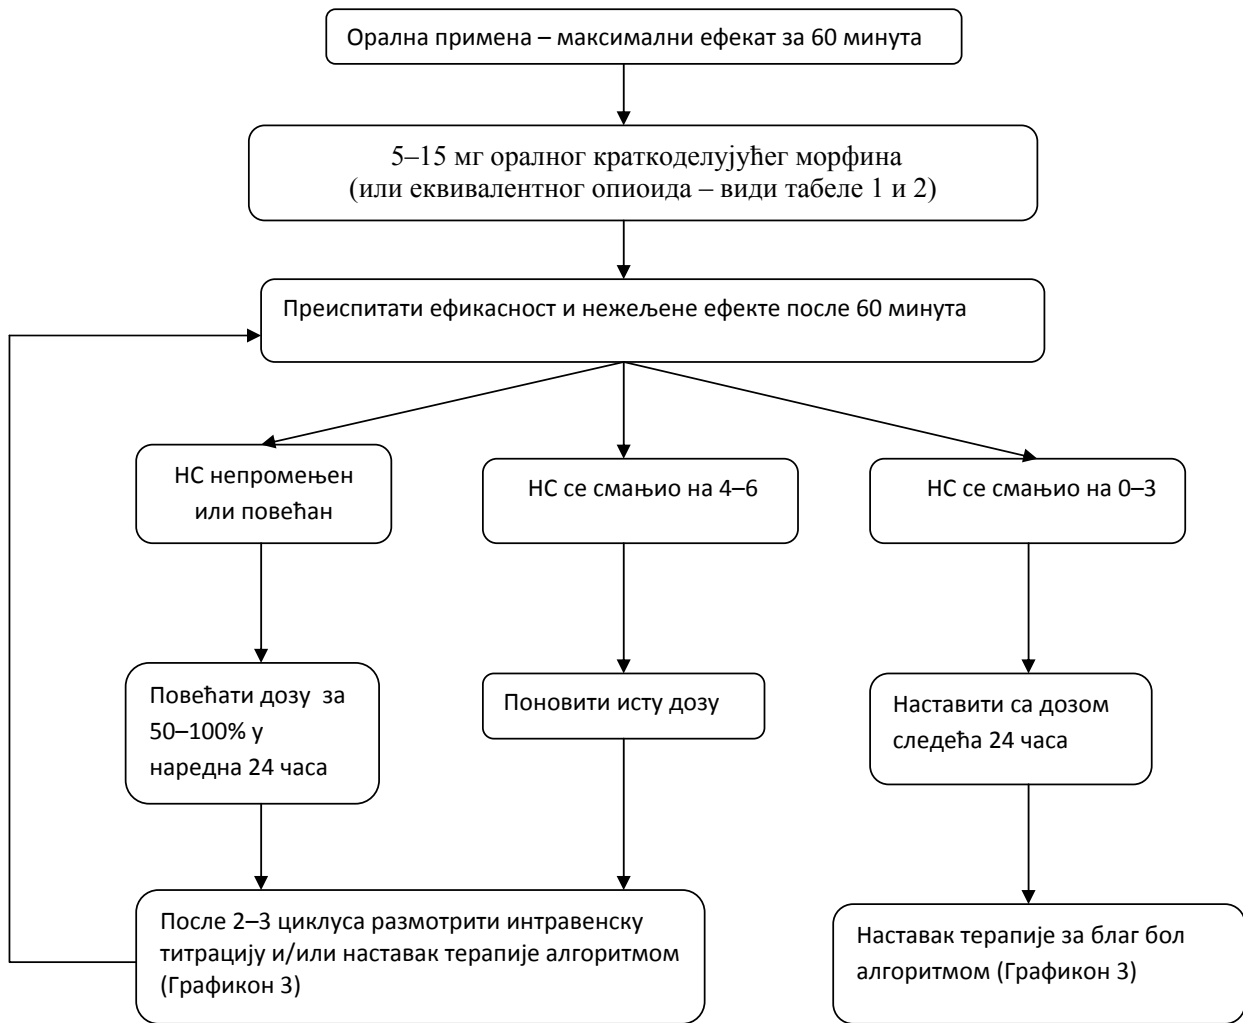 Орална примена – максимални ефекат за 60 минута
5–15 мг оралног краткоделујућег морфина
(или еквивалентног опиоида – види табеле 1 и 2)
Преиспитати ефикасност и нежељене ефекте после 60 минута
НС непромењен
или повећан
НС се смањио на 4–6
НС се смањио на 0–3
Повећати дозу за
50–100% у
наредна 24 часа
Поновити исту дозу
Наставити са дозом
следећа 24 часа
После 2–3 циклуса размотрити интравенску
титрацију и/или наставак терапије алгоритмом
(Графикон 3)
Наставак терапије за благ бол
алгоритмом (Графикон 3)